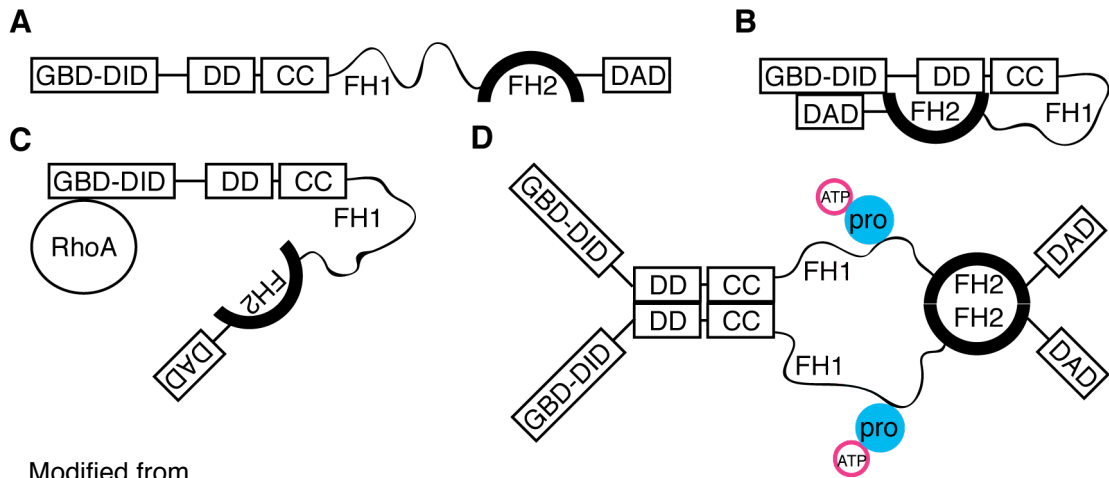 A
GBD-DID DD CC FH1 FH2 DAD
B
GBD-DID DD CC
DAD FH2 FH1
C
GBD-DID DD CC
FH1
RhoA
FH2
DAD
D
GBD-DID
ATP
pro
FH1
DAD
DD CC
FH2
DD CC
FH2
GBD-DID
FH1
DAD
pro
ATP
Modified from